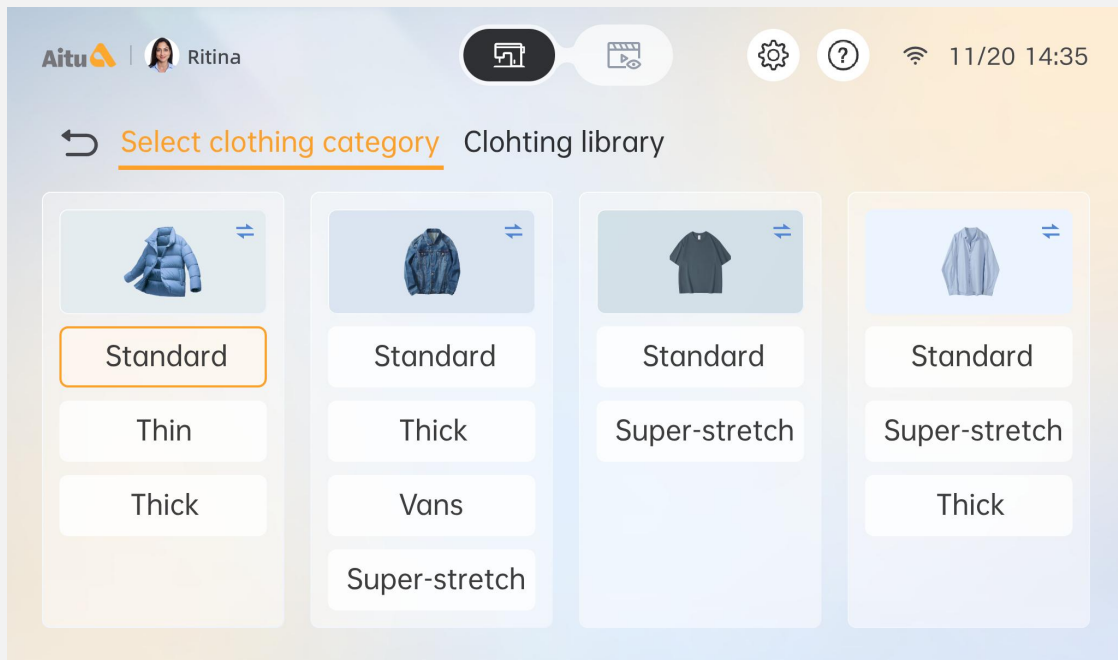 Aitu Ritina 11/20 14:35
Select clothing category Clohting library
Standard
Thin
Thick
Standard
Thick
Vans
Super-stretch
Standard
Super-stretch
Standard
Super-stretch
Thick